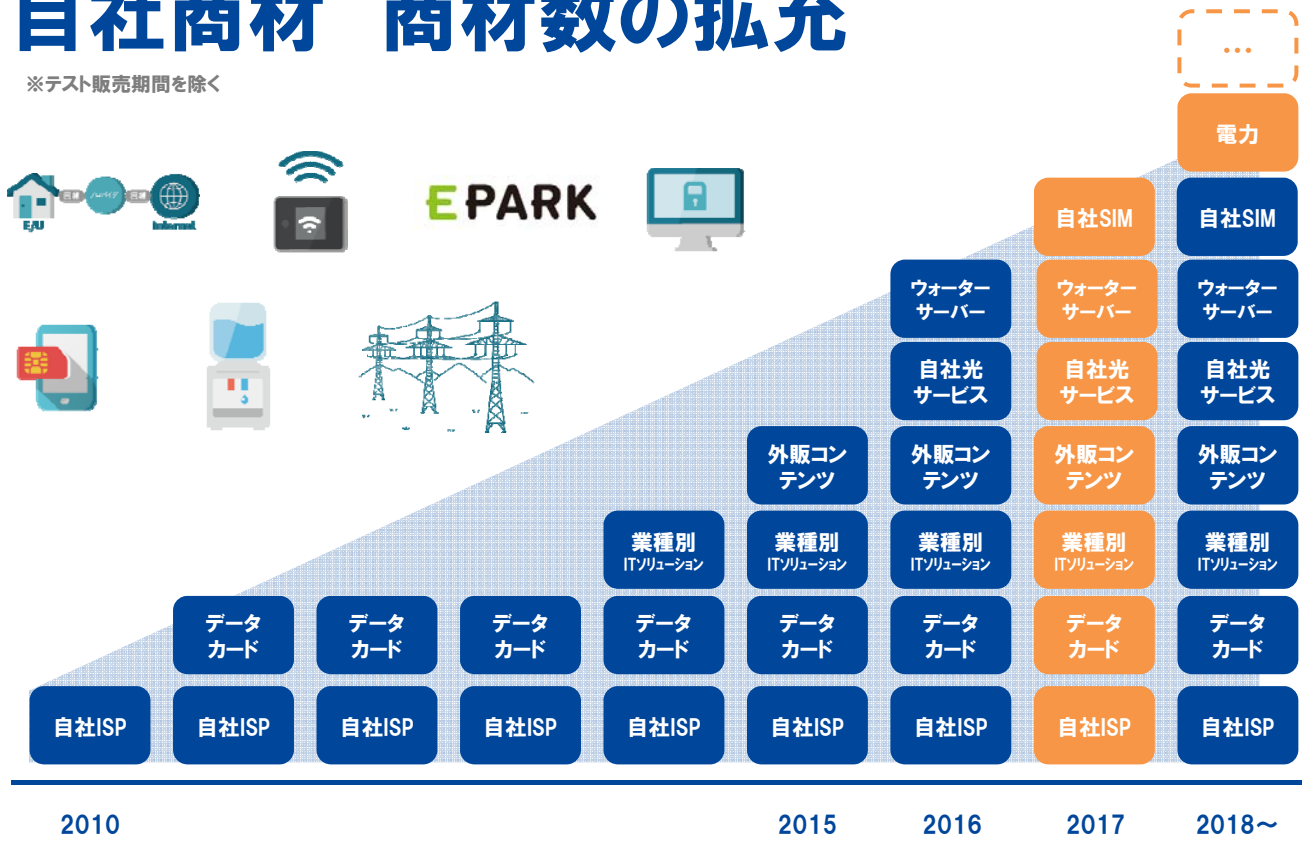 自社商材 商材数の拡充
※テスト販売期間を除く
…
電力
自社SIM
自社SIM
E/U
回線
プロバイダ
回線
Internet
EPARK
ウォーター
サーバー
ウォーター
サーバー
ウォーター
サーバー
自社光
サービス
自社光
サービス
自社光
サービス
外販コン
テンツ
外販コン
テンツ
外販コン
テンツ
外販コン
テンツ
業種別
ITソリューション
業種別
ITソリューション
業種別
ITソリューション
業種別
ITソリューション
業種別
ITソリューション
データ
カード
データ
カード
データ
カード
データ
カード
データ
カード
データ
カード
データ
カード
データ
カード
自社ISP
自社ISP
自社ISP
自社ISP
自社ISP
自社ISP
自社ISP
自社ISP
自社ISP
2010
2015
2016
2017
2018~